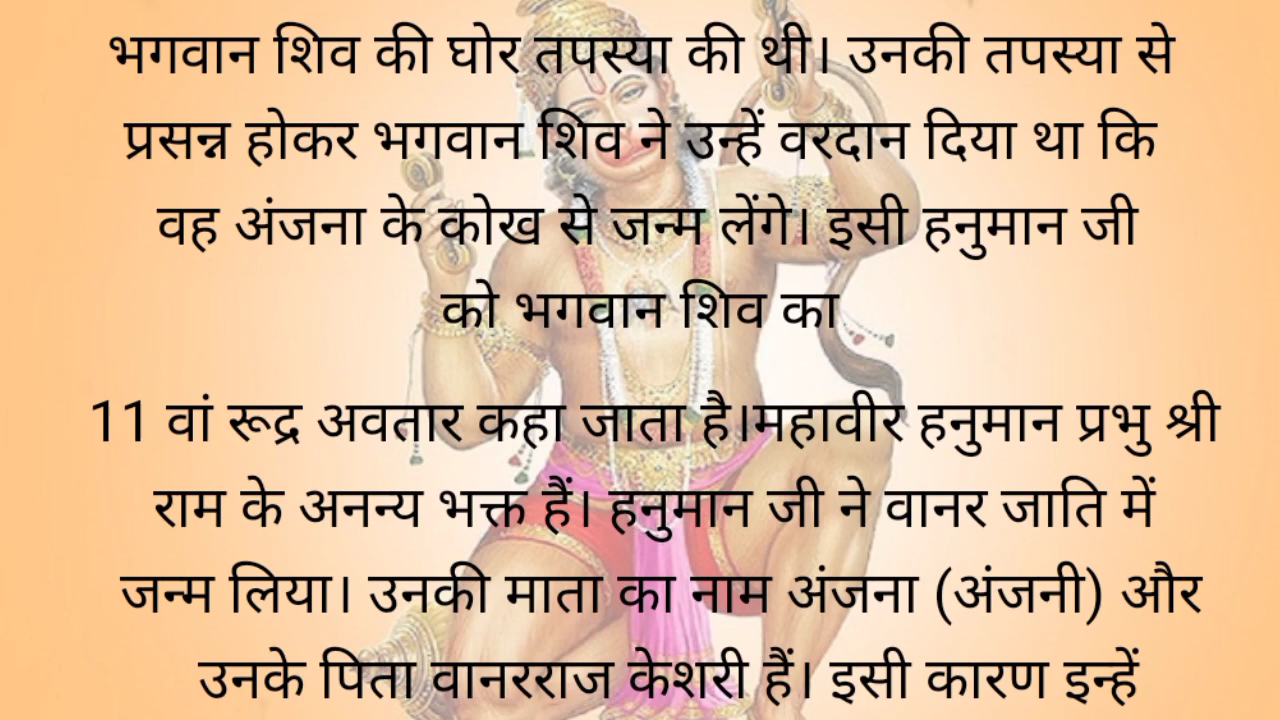 भगवान शिव की घोर तपस्या की थी। उनकी तपस्या से
प्रसन्न होकर भगवान शिव ने उन्हें वरदान दिया था कि
वह अंजना के कोख से जन्म लेंगे। इसी हनुमान जी
को भगवान शिव का
11 वां रूद्र अवतार कहा जाता है।महावीर हनुमान प्रभु श्री
राम के अनन्य भक्त हैं। हनुमान जी ने वानर जाति में
जन्म लिया। उनकी माता का नाम अंजना (अंजनी) और
उनके पिता वानरराज केशरी हैं। इसी कारण इन्हें